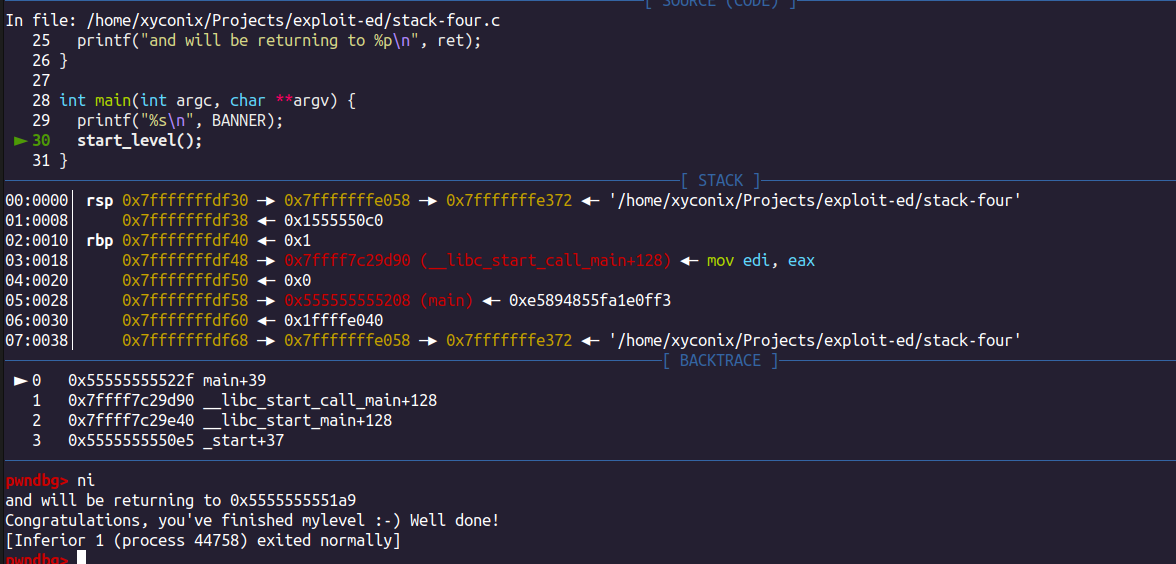 [ SOURCE (CODE) ]
In file: /home/xyconix/Projects/exploit-ed/stack-four.c
25 printf("and will be returning to %p\n", ret);
26 }
27
28 int main(int argc, char **argv) {
29 printf("%s\n", BANNER);
► 30 start_level();
31 }
[ STACK ]
00:0000│ rsp 0x7fffffffdf30 —▸ 0x7fffffffe058 —▸ 0x7fffffffe372 ◂— '/home/xyconix/Projects/exploit-ed/stack-four'
01:0008│ 0x7fffffffdf38 ◂— 0x1555550c0
02:0010│ rbp 0x7fffffffdf40 ◂— 0x1
03:0018│ 0x7fffffffdf48 —▸ 0x7ffff7c29d90 (__libc_start_call_main+128) ◂— mov edi, eax
04:0020│ 0x7fffffffdf50 ◂— 0x0
05:0028│ 0x7fffffffdf58 —▸ 0x555555555208 (main) ◂— 0xe5894855fa1e0ff3
06:0030│ 0x7fffffffdf60 ◂— 0x1ffffe040
07:0038│ 0x7fffffffdf68 —▸ 0x7fffffffe058 —▸ 0x7fffffffe372 ◂— '/home/xyconix/Projects/exploit-ed/stack-four'
[ BACKTRACE ]
► 0 0x55555555522f main+39
1 0x7ffff7c29d90 __libc_start_call_main+128
2 0x7ffff7c29e40 __libc_start_main+128
3 0x5555555550e5 _start+37
pwndbg> ni
and will be returning to 0x5555555551a9
Congratulations, you've finished mylevel :-) Well done!
[Inferior 1 (process 44758) exited normally]
pwndbg>